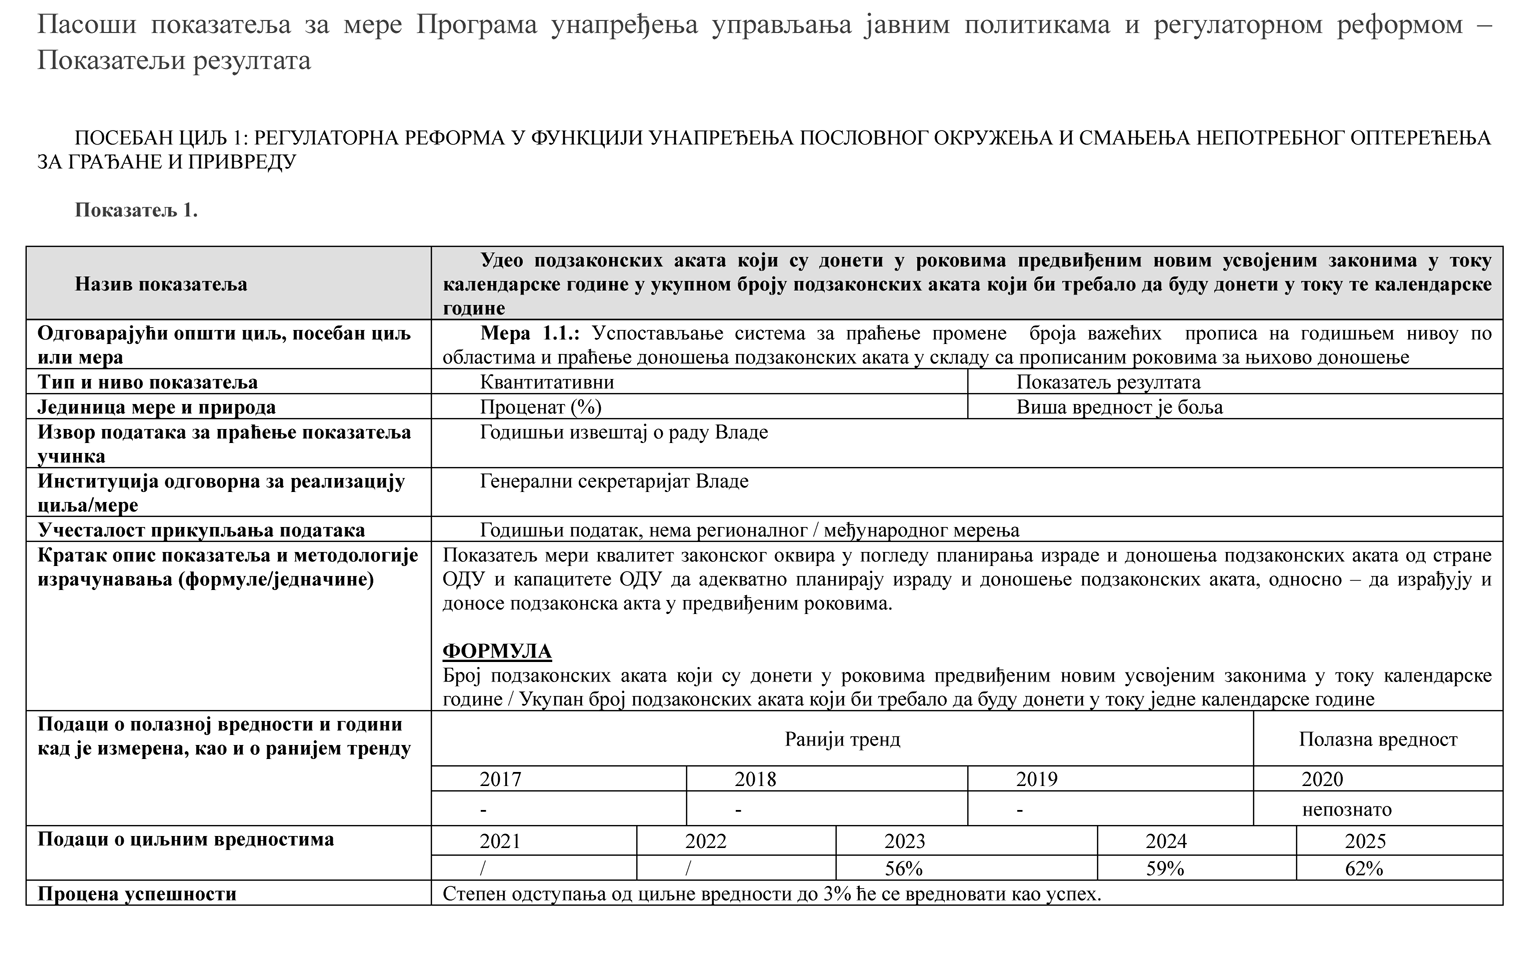 Пасоши показатеља за мере Програма унапређења управљања јавним политикама и регулаторном реформом –
Показатељи резултата
ПОСЕБАН ЦИЉ 1: РЕГУЛАТОРНА РЕФОРМА У ФУНКЦИЈИ УНАПРЕЂЕЊА ПОСЛОВНОГ ОКРУЖЕЊА И СМАЊЕЊА НЕПОТРЕБНОГ ОПТЕРЕЋЕЊА
ЗА ГРАЂАНЕ И ПРИВРЕДУ
Показатељ 1.
Назив показатеља
Удео подзаконских аката који су донети у роковима предвиђеним новим усвојеним законима у току
календарске године у укупном броју подзаконских аката који би требало да буду донети у току те календарске
године
Одговарајући општи циљ, посебан циљ
или мера
Мера 1.1.: Успостављање система за праћење промене броја важећих прописа на годишњем нивоу по
областима и праћење доношења подзаконских аката у складу са прописаним роковима за њихово доношење
Тип и ниво показатеља
Квантитативни
Показатељ резултата
Јединица мере и природа
Проценат (%)
Виша вредност је боља
Извор података за праћење показатеља
учинка
Годишњи извештај о раду Владе
Институција одговорна за реализацију
циља/мере
Генерални секретаријат Владе
Учесталост прикупљања података
Годишњи податак, нема регионалног / међународног мерења
Кратак опис показатеља и методологије
израчунавања (формуле/једначине)
Показатељ мери квалитет законског оквира у погледу планирања израде и доношења подзаконских аката од стране
ОДУ и капацитете ОДУ да адекватно планирају израду и доношење подзаконских аката, односно – да израђују и
доносе подзаконска акта у предвиђеним роковима.
ФОРМУЛА
Број подзаконских аката који су донети у роковима предвиђеним новим усвојеним законима у току календарске
године / Укупан број подзаконских аката који би требало да буду донети у току једне календарске године
Подаци о полазној вредности и години
кад је измерена, као и о ранијем тренду
Ранији тренд
Полазна вредност
2017
2018
2019
2020
-
-
-
непознато
Подаци о циљним вредностима
2021
2022
2023
2024
2025
/
/
56%
59%
62%
Процена успешности
Степен одступања од циљне вредности до 3% ће се вредновати као успех.